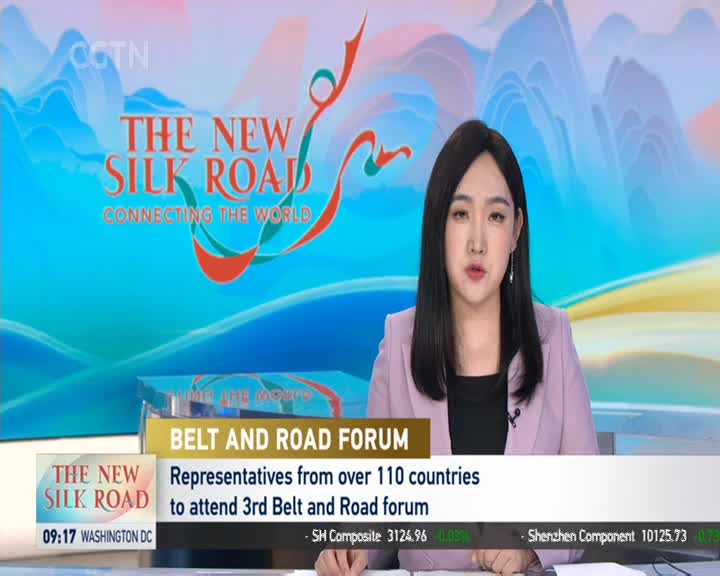 CGTN
THE NEW
SILK ROAD
CONNECTING THE WORLD
BELT AND ROAD FORUM
Representatives from over 110 countries
to attend 3rd Belt and Road forum
THE NEW
SILK ROAD
09:17 WASHINGTON DC
- SH Composite 3124.96 -0.03% - Shenzhen Component 10125.73